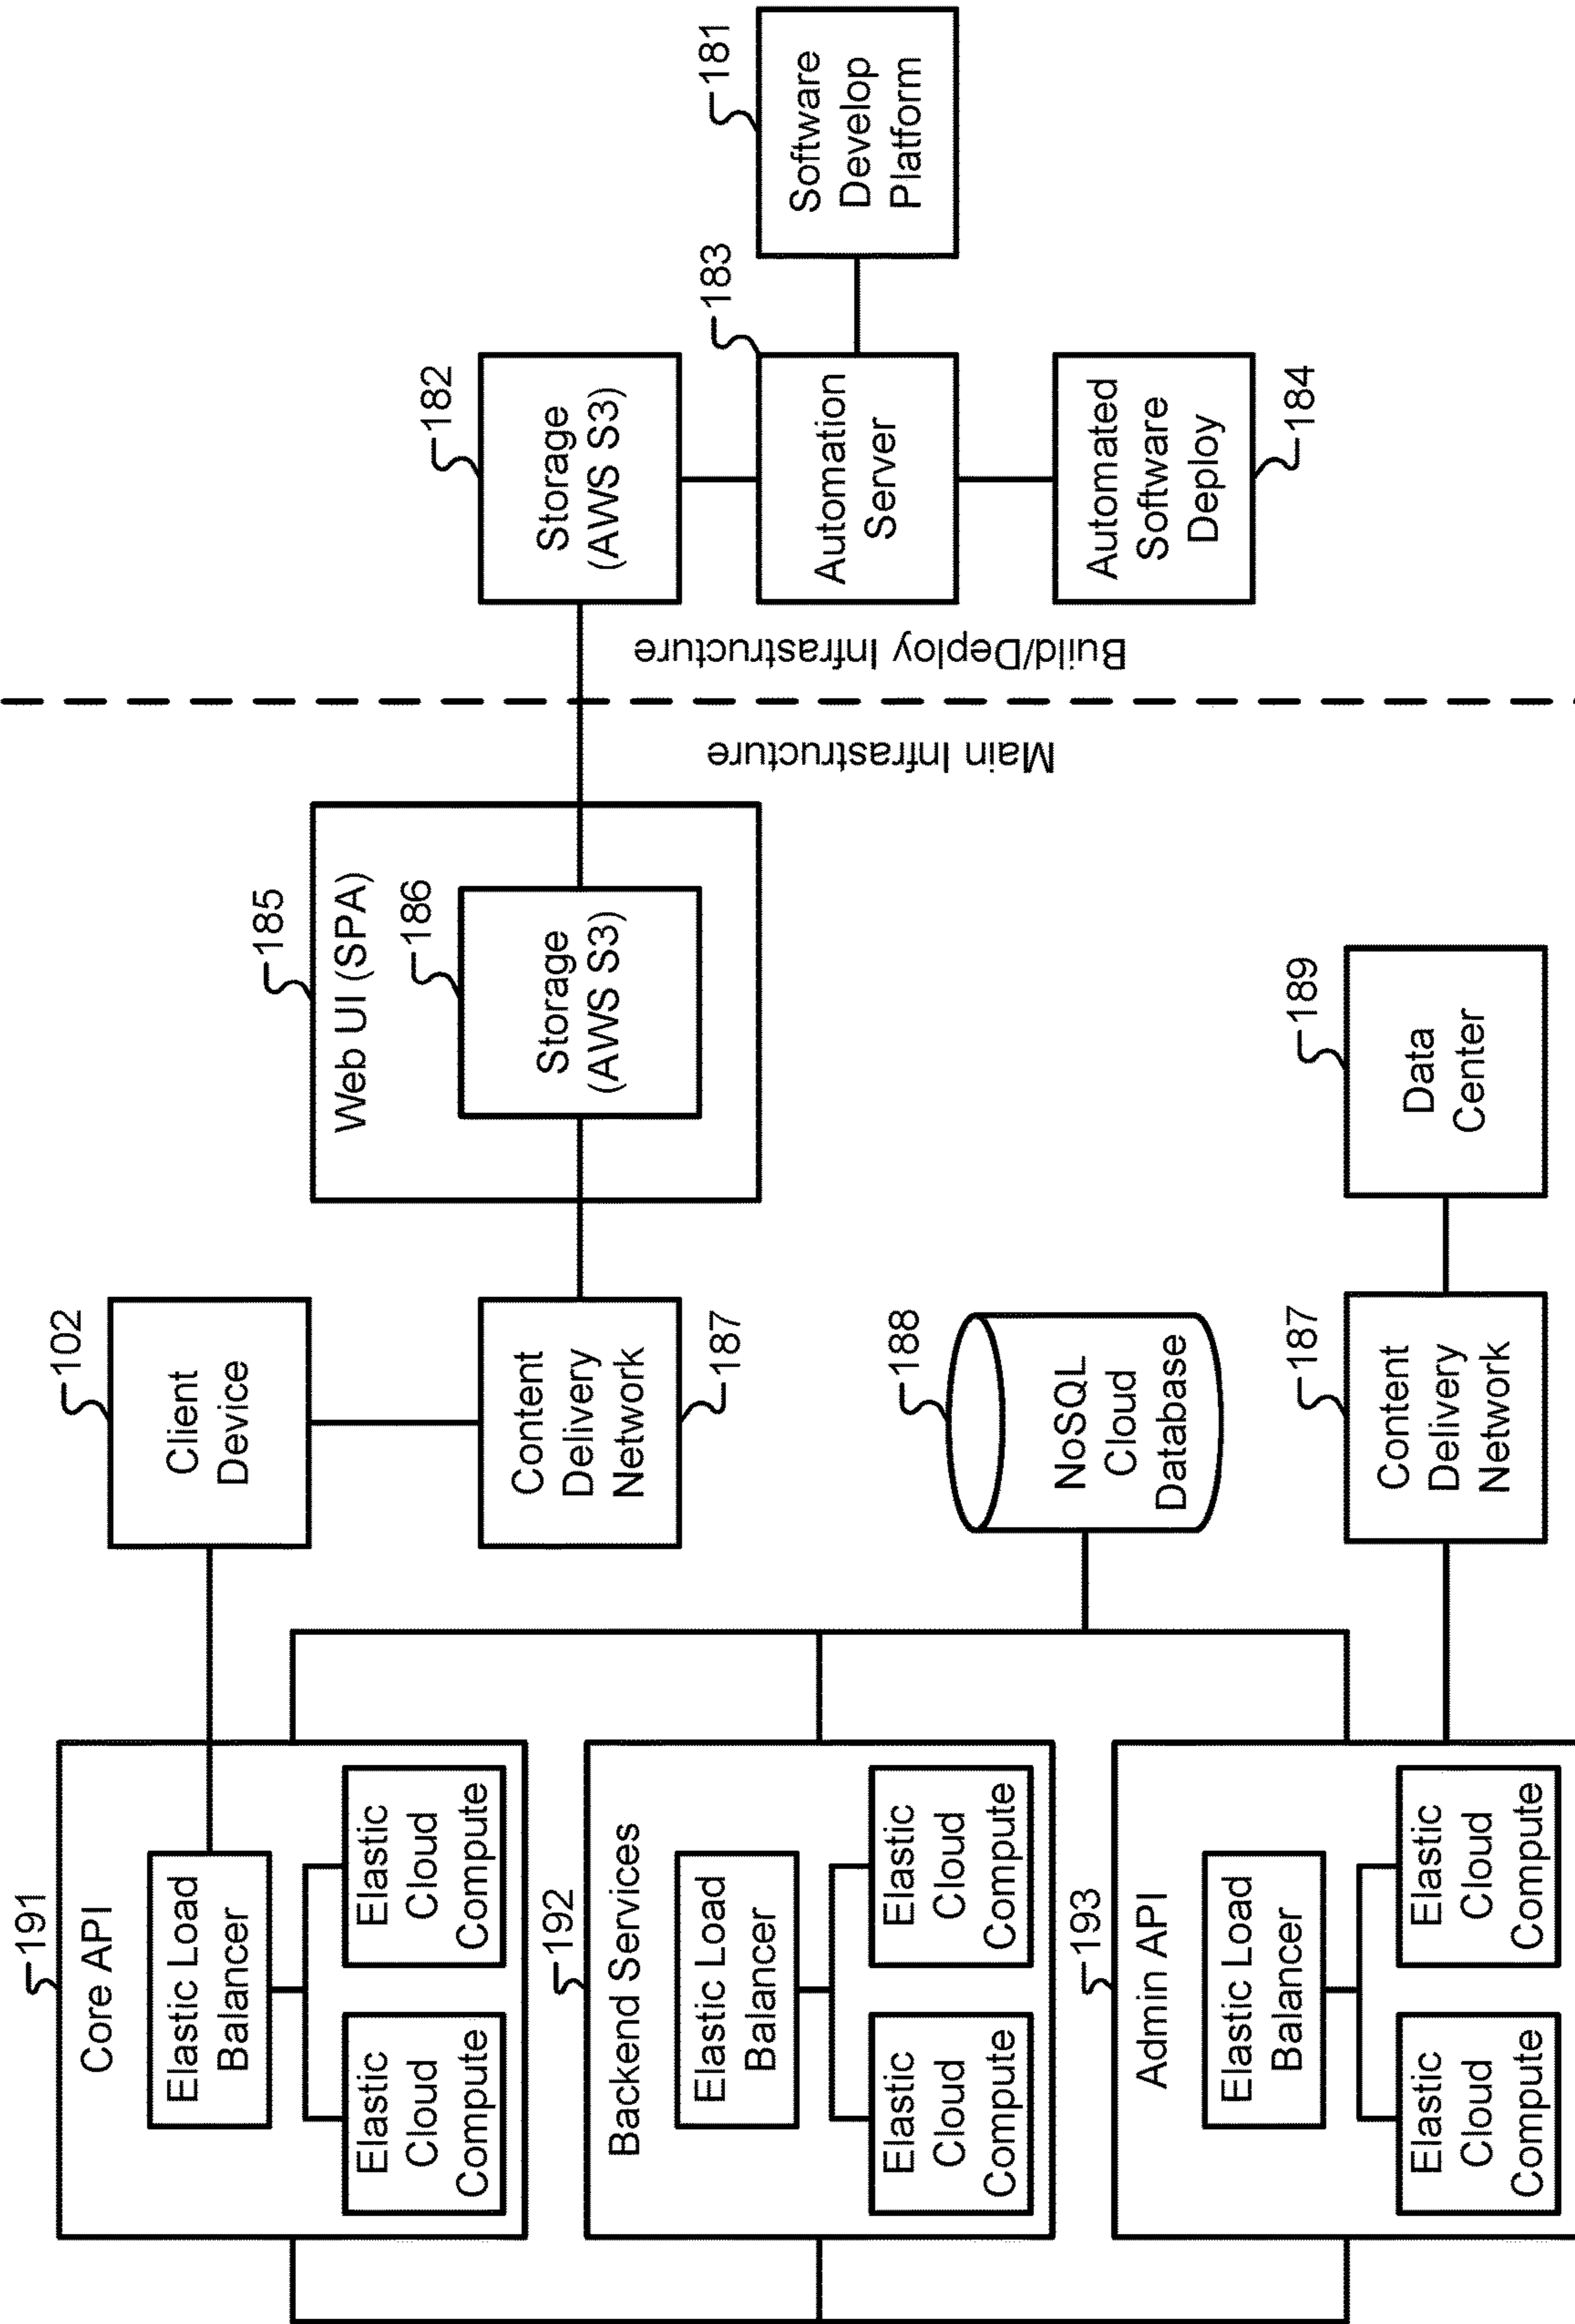 191
Core API
Elastic Load
Balancer
Elastic
Cloud
Compute
Elastic
Cloud
Compute
192
Backend Services
Elastic Load
Balancer
Elastic
Cloud
Compute
Elastic
Cloud
Compute
193
Admin API
Elastic Load
Balancer
Elastic
Cloud
Compute
Elastic
Cloud
Compute
102
Client
Device
Content
Delivery
Network
187
188
NoSQL
Cloud
Database
187
Content
Delivery
Network
185
Web UI (SPA)
186
Storage
(AWS S3)
189
Data
Center
Main Infrastructure
Build/Deploy Infrastructure
182
Storage
(AWS S3)
183
Automation
Server
Automated
Software
Deploy
184
181
Software
Develop
Platform